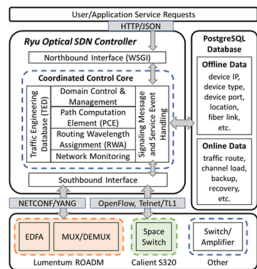 User/Application Service Requests
HTTP/JSON
Ryu Optical SDN Controller
Northbound Interface (WSGI)
Coordinated Control Core
Traffic Engineering
Database (TED)
Domain Control &
Management
Path Computation
Element (PCE)
Routing Wavelength
Assignment (RWA)
Network Monitoring
Signaling Message
and Service Event
Handling
Southbound Interface
PostgreSQL
Database
Offline Data
device IP,
device type,
device port,
location,
fiber link,
etc.
Online Data
traffic route,
channel load,
backup,
recovery,
etc.
NETCONF/YANG
OpenFlow, Telnet/TL1
EDFA
MUX/DEMUX
Lumentum ROADM
Space
Switch
Calient S320
Switch/
Amplifier
Other